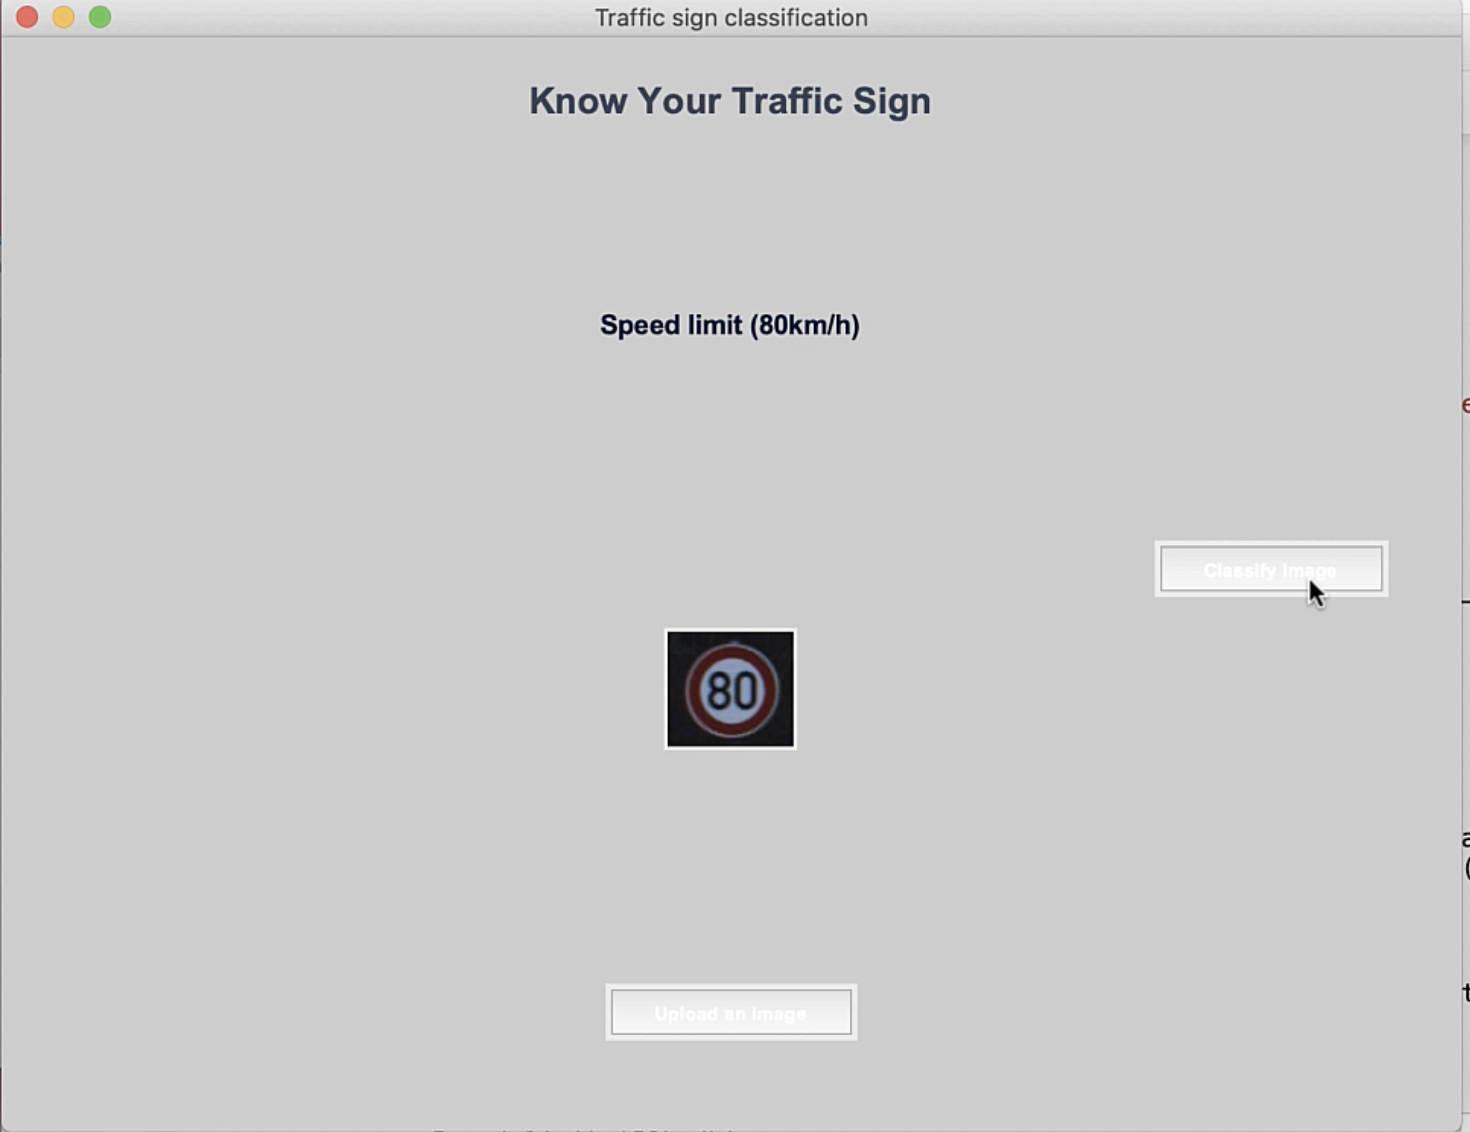 Traffic sign classification
Know Your Traffic Sign
Speed limit (80km/h)
Classify Image
80
Upload an image